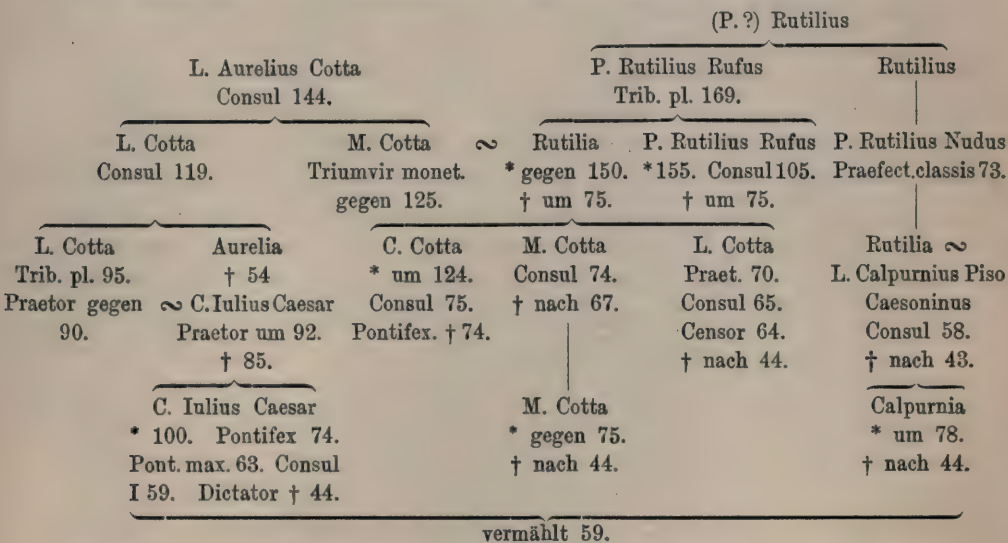 (P.?) Rutilius
L. Aurelius Cotta P. Rutilius Rufus Rutilius
Consul 144. Trib. pl. 169.
L. Cotta M. Cotta ∾ Rutilia P. Rutilius Rufus P. Rutilius Nudus
Consul 119. Triumvir monet. * gegen 150. *155. Consul 105. Praefect. classis 73.
gegen 125. † um 75. † um 75.
L. Cotta Aurelia C. Cotta M. Cotta L. Cotta Rutilia ∾
Trib. pl. 95. † 54 * um 124. Consul 74. Praet. 70. L. Calpurnius Piso
Praetor gegen ∾ C. Iulius Caesar Consul 75. † nach 67. Consul 65. Caesoninus
90. Praetor um 92. Pontifex. † 74. Censor 64. Consul 58.
† 85. † nach 44. † nach 43.
C. Iulius Caesar M. Cotta Calpurnia
* 100. Pontifex 74. * gegen 75. * um 78.
Pont. max. 63. Consul † nach 44. † nach 44.
I 59. Dictator † 44.
vermählt 59.